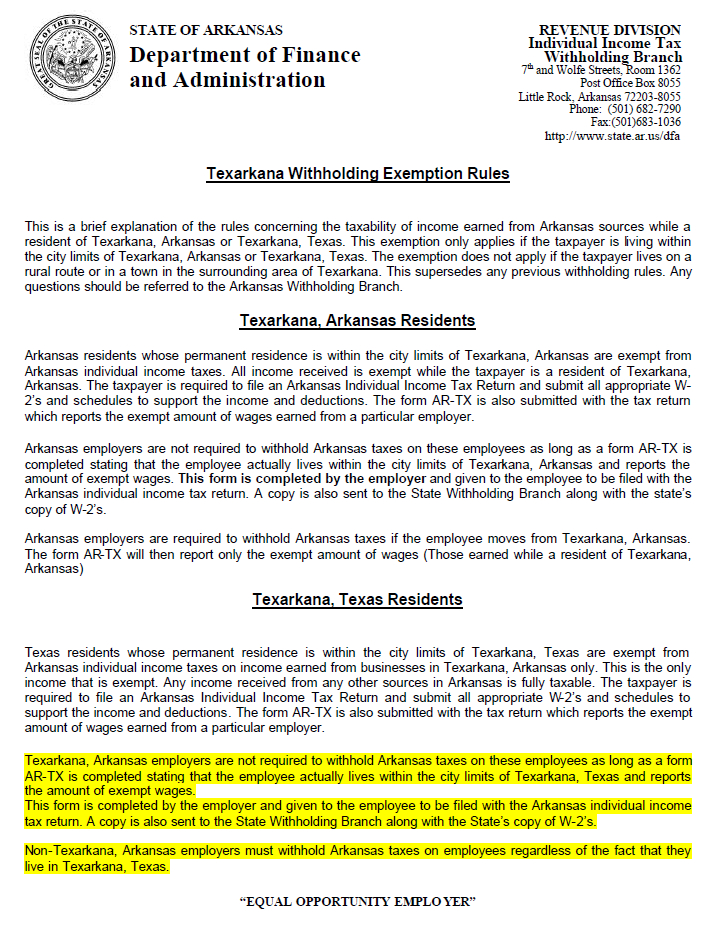 GREAT SEAL OF THE STATE OF ARKANSAS
STATE OF ARKANSAS
Department of Finance
and Administration
REVENUE DIVISION
Individual Income Tax
Withholding Branch
7th and Wolfe Streets, Room 1362
Post Office Box 8055
Little Rock, Arkansas 72203-8055
Phone: (501) 682-7290
Fax:(501)683-1036
http://www.state.ar.us/dfa
Texarkana Withholding Exemption Rules
This is a brief explanation of the rules concerning the taxability of income earned from Arkansas sources while a
resident of Texarkana, Arkansas or Texarkana, Texas. This exemption only applies if the taxpayer is living within
the city limits of Texarkana, Arkansas or Texarkana, Texas. The exemption does not apply if the taxpayer lives on a
rural route or in a town in the surrounding area of Texarkana. This supersedes any previous withholding rules. Any
questions should be referred to the Arkansas Withholding Branch.
Texarkana, Arkansas Residents
Arkansas residents whose permanent residence is within the city limits of Texarkana, Arkansas are exempt from
Arkansas individual income taxes. All income received is exempt while the taxpayer is a resident of Texarkana,
Arkansas. The taxpayer is required to file an Arkansas Individual Income Tax Return and submit all appropriate W-
2's and schedules to support the income and deductions. The form AR-TX is also submitted with the tax return
which reports the exempt amount of wages earned from a particular employer.
Arkansas employers are not required to withhold Arkansas taxes on these employees as long as a form AR-TX is
completed stating that the employee actually lives within the city limits of Texarkana, Arkansas and reports the
amount of exempt wages. This form is completed by the employer and given to the employee to be filed with the
Arkansas individual income tax return. A copy is also sent to the State Withholding Branch along with the state's
copy of W-2's.
Arkansas employers are required to withhold Arkansas taxes if the employee moves from Texarkana, Arkansas.
The form AR-TX will then report only the exempt amount of wages (Those earned while a resident of Texarkana,
Arkansas)
Texarkana, Texas Residents
Texas residents whose permanent residence is within the city limits of Texarkana, Texas are exempt from
Arkansas individual income taxes on income earned from businesses in Texarkana, Arkansas only. This is the only
income that is exempt. Any income received from any other sources in Arkansas is fully taxable. The taxpayer is
required to file an Arkansas Individual Income Tax Return and submit all appropriate W-2's and schedules to
support the income and deductions. The form AR-TX is also submitted with the tax return which reports the exempt
amount of wages earned from a particular employer.
Texarkana, Arkansas employers are not required to withhold Arkansas taxes on these employees as long as a form
AR-TX is completed stating that the employee actually lives within the city limits of Texarkana, Texas and reports
the amount of exempt wages.
This form is completed by the employer and given to the employee to be filed with the Arkansas individual income
tax return. A copy is also sent to the State Withholding Branch along with the State's copy of W-2's.
Non-Texarkana, Arkansas employers must withhold Arkansas taxes on employees regardless of the fact that they
live in Texarkana, Texas.
"EQUAL OPPORTUNITY EMPLOYER"